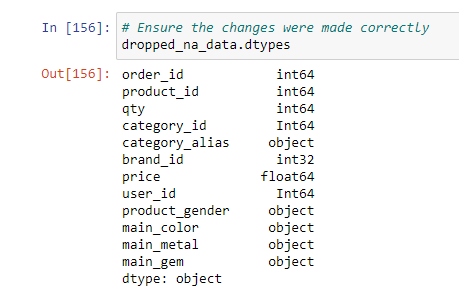 In [156]: # Ensure the changes were made correctly
dropped_na_data.dtypes
Out[156]: order_id int64
product_id int64
qty int64
category_id Int64
category_alias object
brand_id int32
price float64
user_id Int64
product_gender object
main_color object
main_metal object
main_gem object
dtype: object